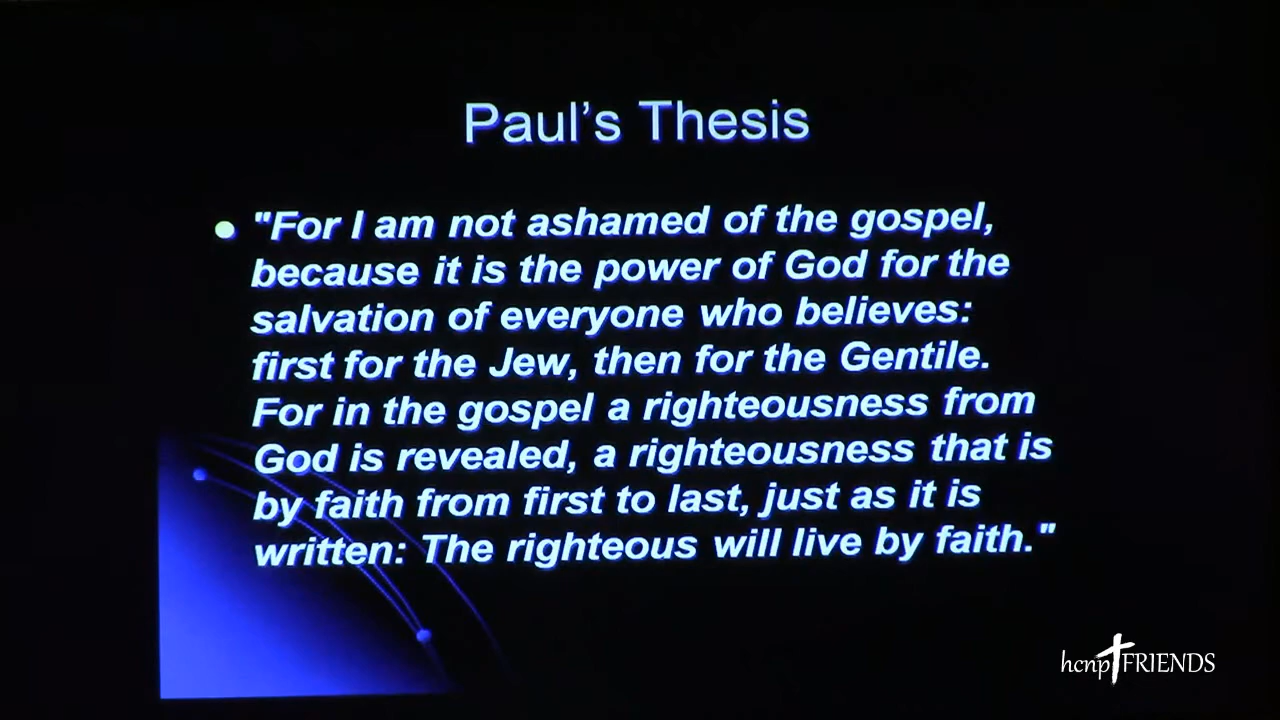 Paul's Thesis
• "For I am not ashamed of the gospel,
because it is the power of God for the
salvation of everyone who believes:
first for the Jew, then for the Gentile.
For in the gospel a righteousness from
God is revealed, a righteousness that is
by faith from first to last, just as it is
written: The righteous will live by faith."
hcnp FRIENDS